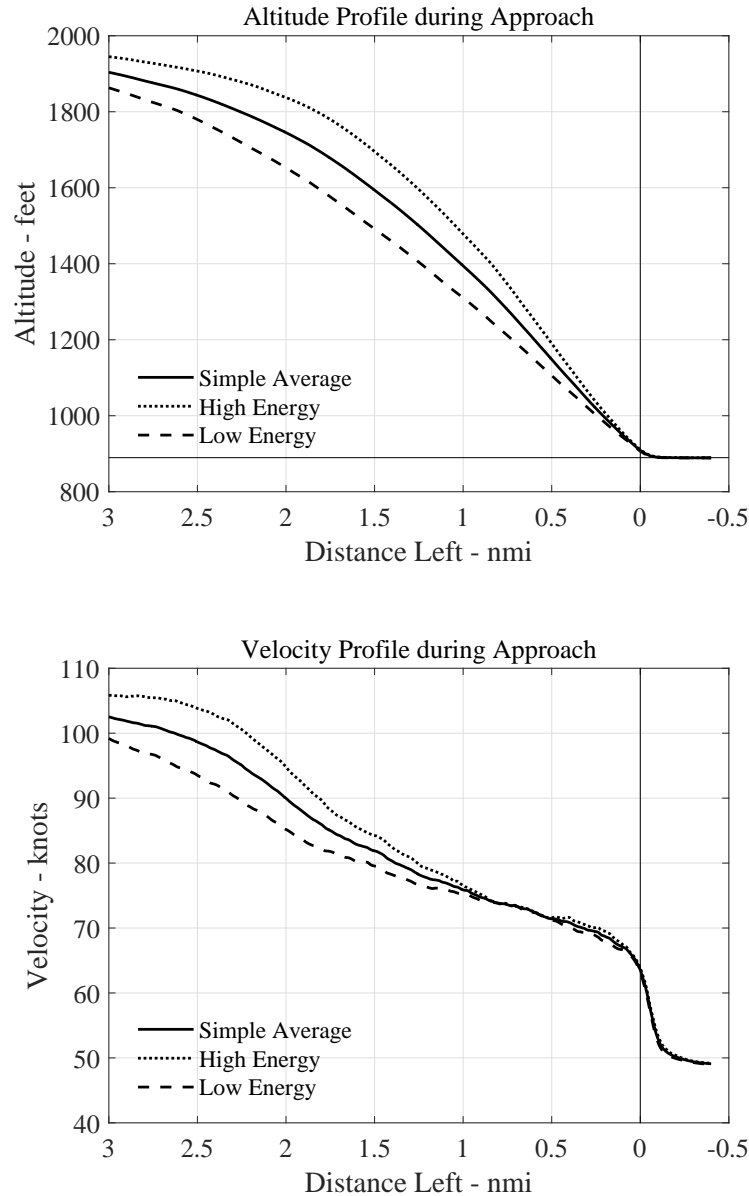 Altitude Profile during Approach
2000
1800
1600
1400
1200
1000
800
Altitude - feet
Simple Average
High Energy
Low Energy
3 2.5 2 1.5 1 0.5 0 -0.5
Distance Left - nmi
Velocity Profile during Approach
110
100
90
80
70
60
50
40
Velocity - knots
Simple Average
High Energy
Low Energy
3 2.5 2 1.5 1 0.5 0 -0.5
Distance Left - nmi